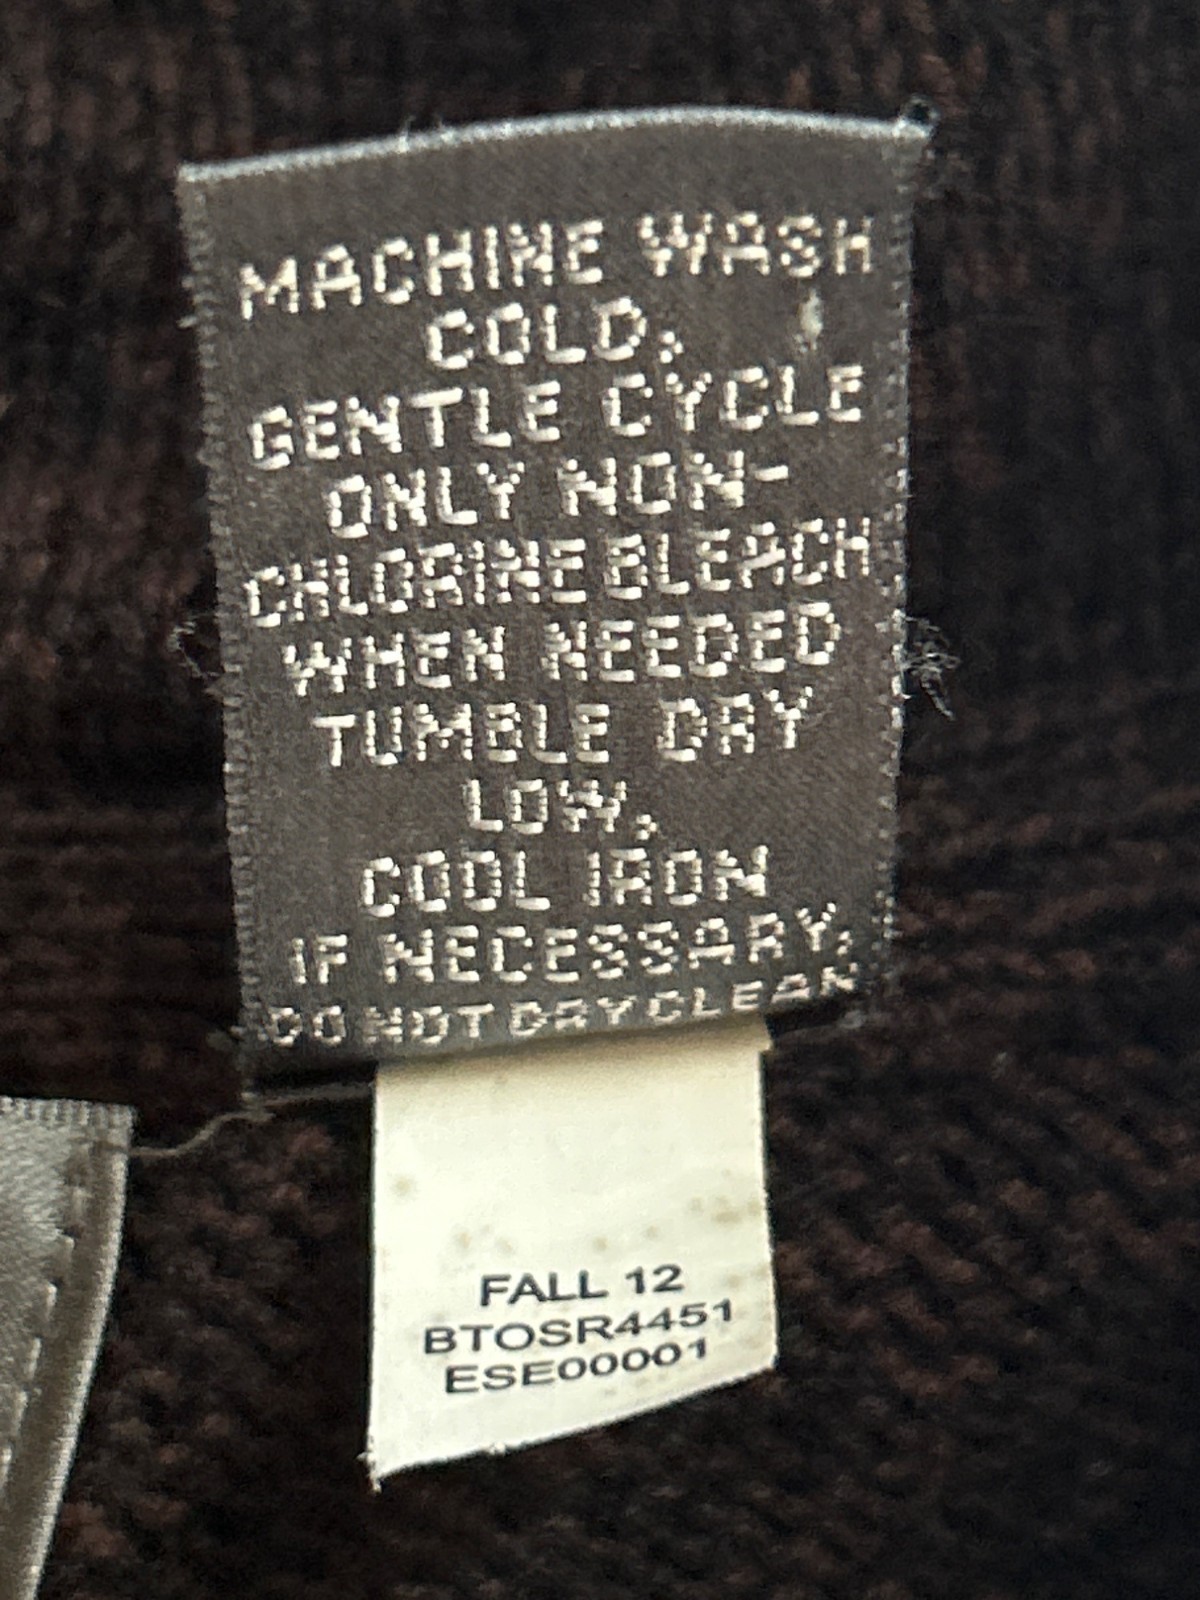 MACHINE WASH
COLD,
GENTLE CYCLE
ONLY NON-
CHLORINE BLEACH
WHEN NEEDED
TUMBLE DRY
LOW,
COOL IRON
IF NECESSARY,
DO NOT DRY CLEAN
FALL 12
BTOSR4451
ESE00001